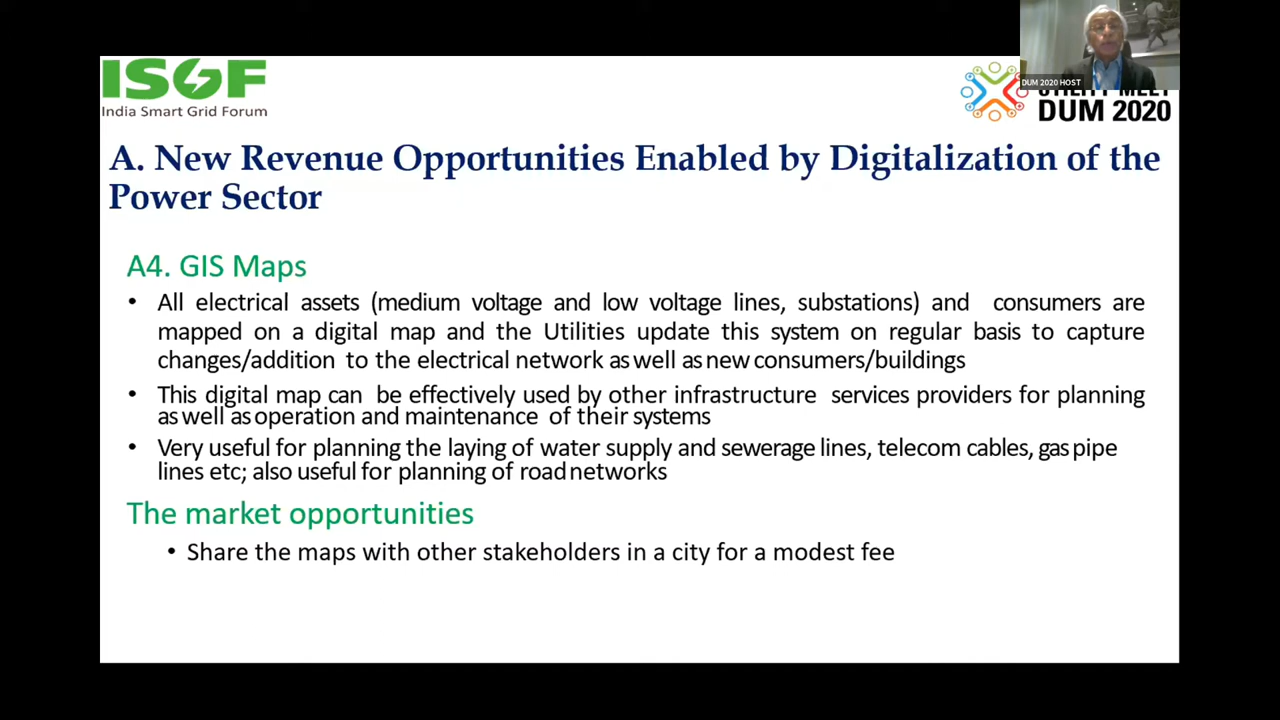 ISGF
India Smart Grid Forum
DUM 2020 HOST
UTILITY MEET
DUM 2020
A. New Revenue Opportunities Enabled by Digitalization of the
Power Sector
A4. GIS Maps
• All electrical assets (medium voltage and low voltage lines, substations) and consumers are
mapped on a digital map and the Utilities update this system on regular basis to capture
changes/addition to the electrical network as well as new consumers/buildings
• This digital map can be effectively used by other infrastructure services providers for planning
as well as operation and maintenance of their systems
• Very useful for planning the laying of water supply and sewerage lines, telecom cables, gas pipe
lines etc; also useful for planning of road networks
The market opportunities
• Share the maps with other stakeholders in a city for a modest fee